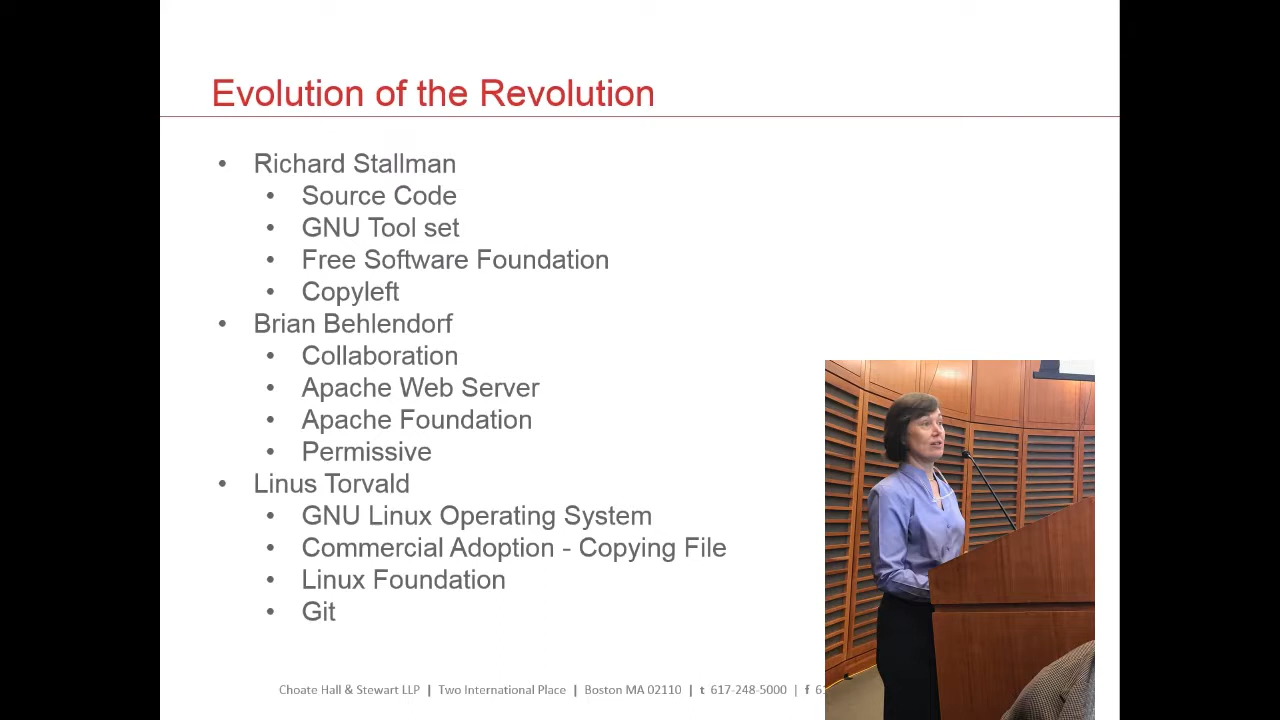 Evolution of the Revolution
• Richard Stallman
• Source Code
• GNU Tool set
• Free Software Foundation
• Copyleft
• Brian Behlendorf
• Collaboration
• Apache Web Server
• Apache Foundation
• Permissive
• Linus Torvald
• GNU Linux Operating System
• Commercial Adoption - Copying File
• Linux Foundation
• Git
Choate Hall & Stewart LLP | Two International Place | Boston MA 02110 | t 617-248-5000 | f